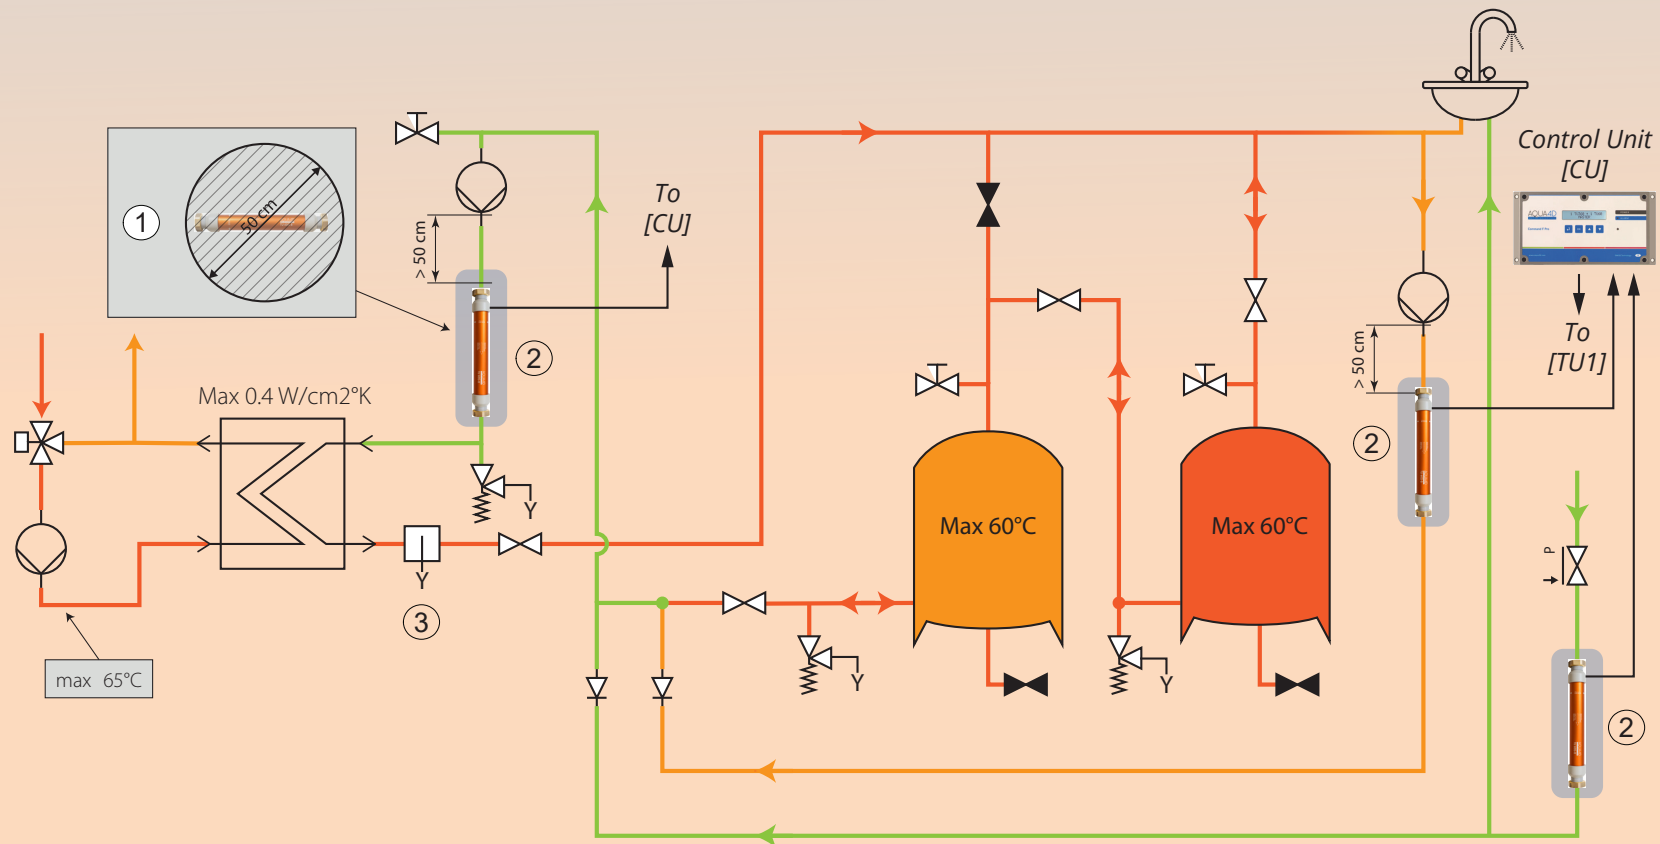 1
50 cm
To
[CU]
> 50 cm
2
Max 0.4 W/cm2°K
Y
Y
3
max 65°C
Max 60°C
Max 60°C
Y
Y
Control Unit
[CU]
AQUA4D
To
[TU1]
> 50 cm
2
P
2